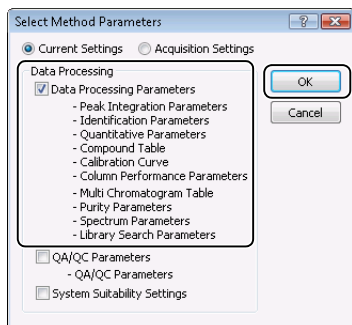 Select Method Parameters
Current Settings Acquisition Settings
Data Processing
Data Processing Parameters
- Peak Integration Parameters
- Identification Parameters
- Quantitative Parameters
- Compound Table
- Calibration Curve
- Column Performance Parameters
- Multi Chromatogram Table
- Purity Parameters
- Spectrum Parameters
- Library Search Parameters
QA/QC Parameters
- QA/QC Parameters
System Suitability Settings
OK
Cancel